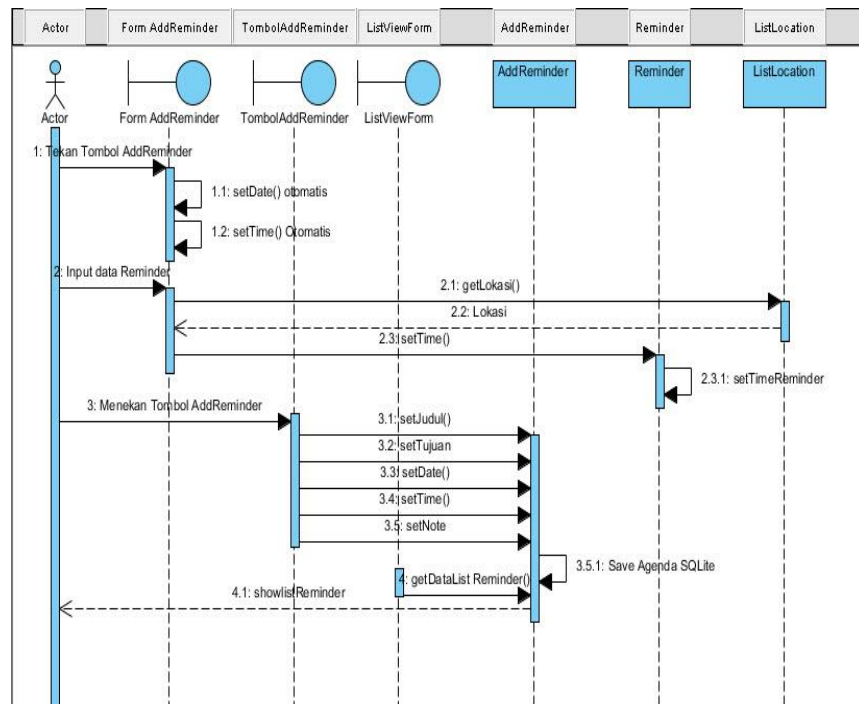 Actor
Form AddReminder
TombolAddReminder
ListViewForm
AddReminder
Reminder
ListLocation
AddReminder
Reminder
ListLocation
Actor
Form AddReminder
TombolAddReminder
ListViewForm
1: Tekan Tombol AddReminder
1.1: setDate() otomatis
1.2: setTime() Otomatis
2: Input data Reminder
2.1: getLokasi()
2.2: Lokasi
2.3: setTime()
2.3.1: setTimeReminder
3: Menekan Tombol AddReminder
3.1: setJudul()
3.2: setTujuan
3.3: setDate()
3.4: setTime()
3.5: setNote
3.5.1: Save Agenda SQLite
4: getDataList Reminder()
4.1: showlistReminder